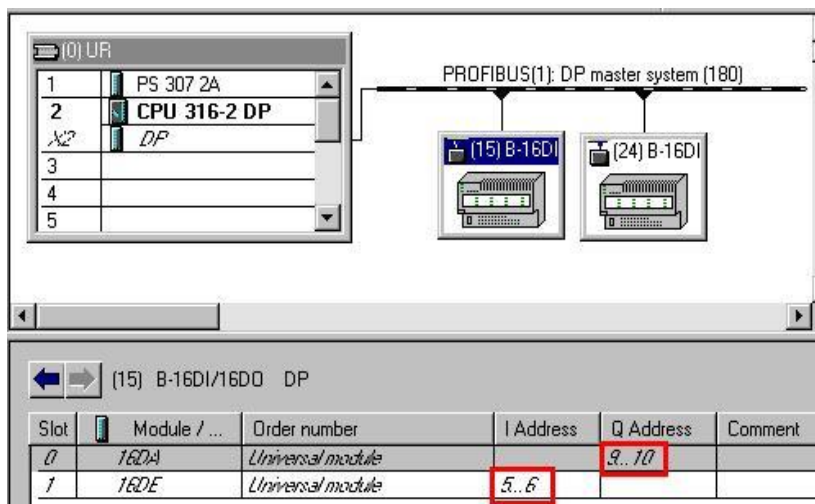 (0) UR
1 PS 307 2A
2 CPU 316-2 DP
X2 DP
3
4
5
PROFIBUS(1): DP master system (180)
(15) B-16DI
(24) B-16DI
(15) B-16DI/16DO DP
Slot Module / ... Order number I Address Q Address Comment
0 16DA Universal module 9..10
1 16DE Universal module 5..6